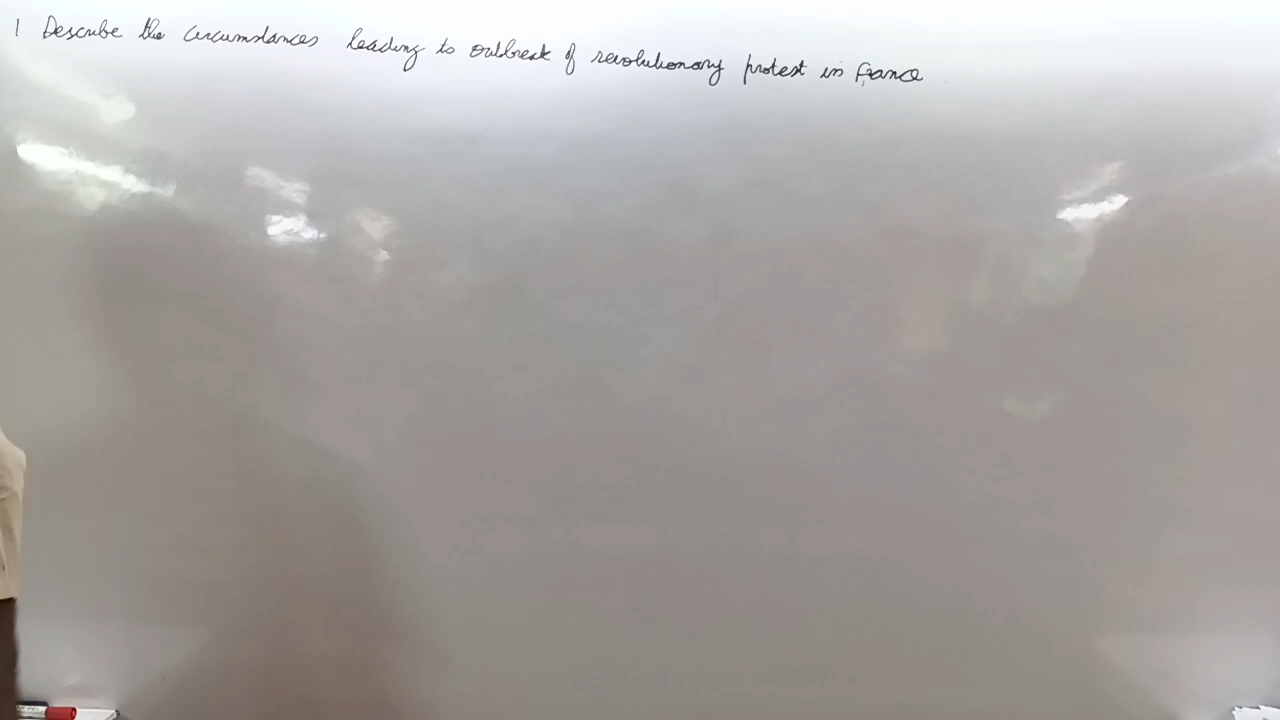 1 Describe the circumstances leading to outbreak of revolutionary protest in France